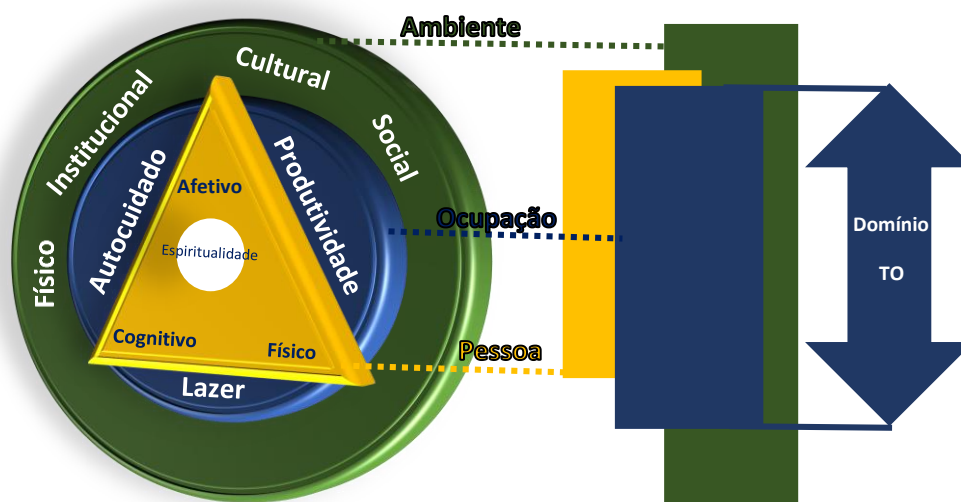 Ambiente
Cultural
Institucional
Social
Físico
Autocuidado
Produtividade
Afetivo
Espiritualidade
Cognitivo
Físico
Lazer
Ocupação
Pessoa
Domínio
TO